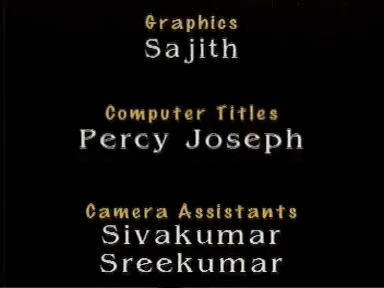 Graphics
Sajith
Computer Titles
Percy Joseph
Camera Assistants
Sivakumar
Sreekumar